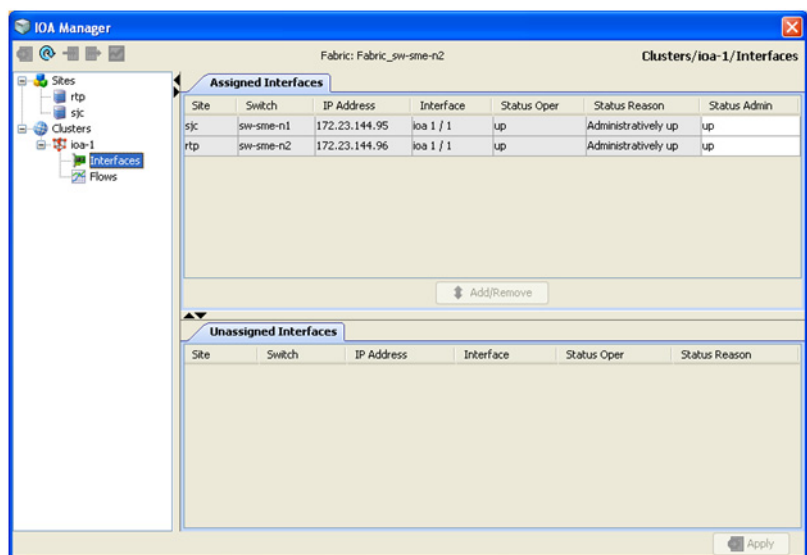 IOA Manager
Fabric: Fabric_sw-sme-n2
Clusters/ioa-1/Interfaces
Sites
rtp
sjc
Clusters
ioa-1
Interfaces
Flows
Assigned Interfaces
Site Switch IP Address Interface Status Oper Status Reason Status Admin
sjc sw-sme-n1 172.23.144.95 ioa 1 / 1 up Administratively up up
rtp sw-sme-n2 172.23.144.96 ioa 1 / 1 up Administratively up up
Add/Remove
Unassigned Interfaces
Site Switch IP Address Interface Status Oper Status Reason
Apply